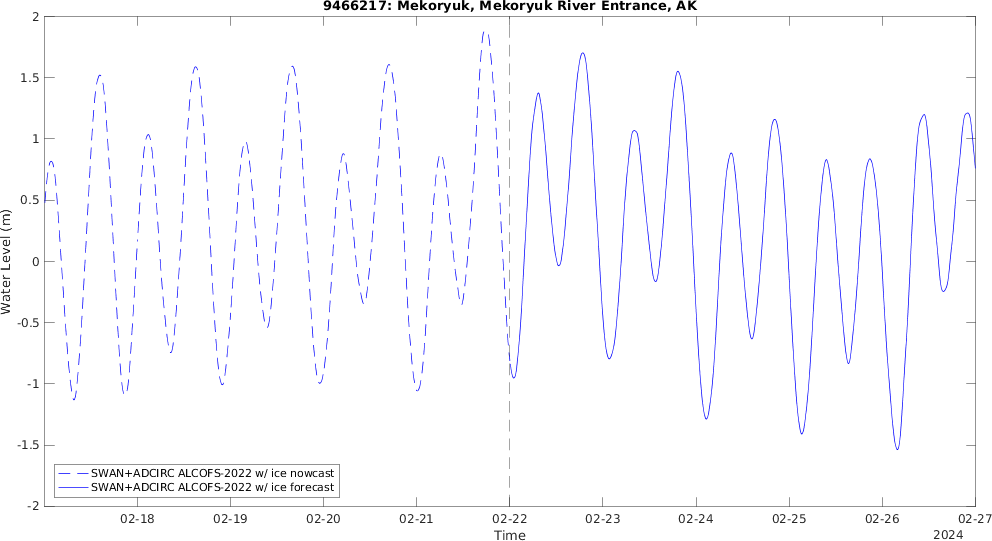 9466217: Mekoryuk, Mekoryuk River Entrance, AK
2
1.5
1
0.5
0
-0.5
-1
-1.5
-2
Water Level (m)
SWAN+ADCIRC ALCOFS-2022 w/ ice nowcast
SWAN+ADCIRC ALCOFS-2022 w/ ice forecast
02-18 02-19 02-20 02-21 02-22 02-23 02-24 02-25 02-26 02-27
Time
2024